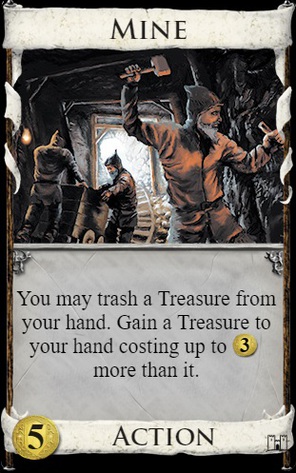 MINE
You may trash a Treasure from
your hand. Gain a Treasure to
your hand costing up to 3
more than it.
5 ACTION